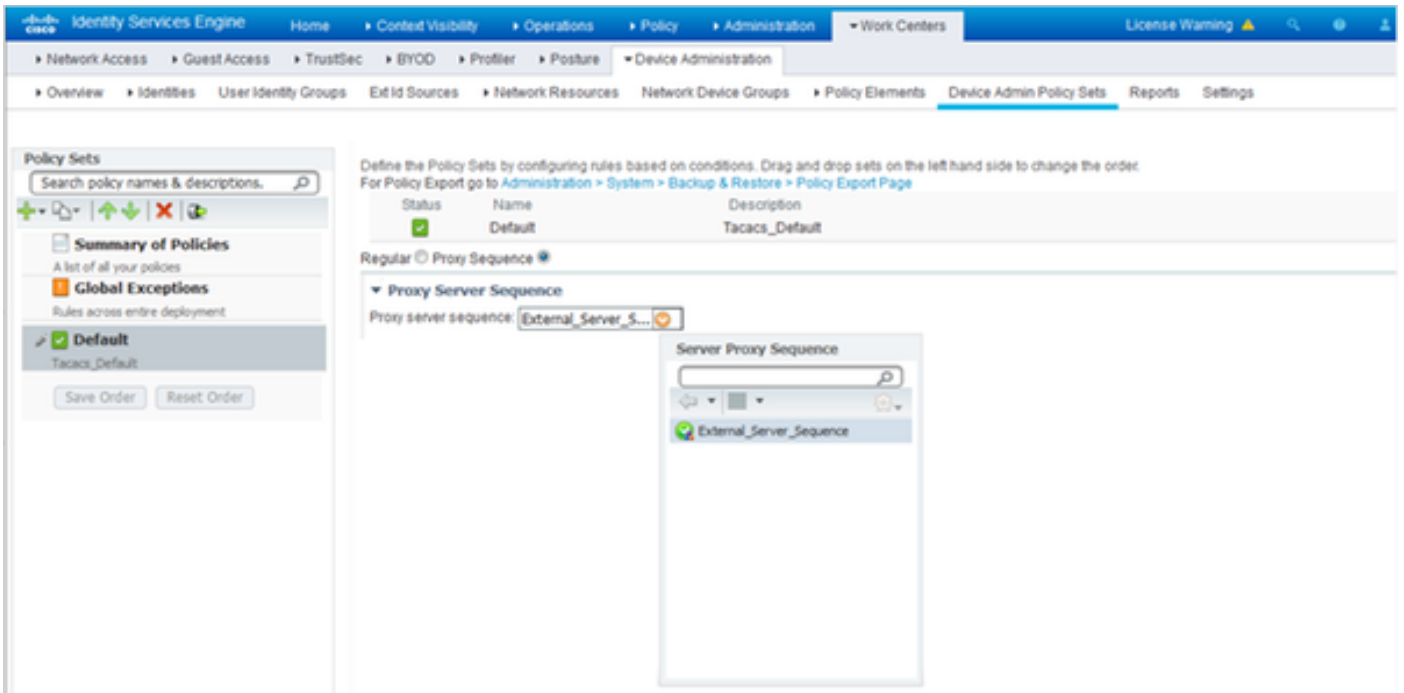 cisco Identity Services Engine Home Context Visibility Operations Policy Administration Work Centers License Warning
Network Access Guest Access TrustSec BYOD Profiler Posture Device Administration
Overview Identities User Identity Groups Ext Id Sources Network Resources Network Device Groups Policy Elements Device Admin Policy Sets Reports Settings
Policy Sets
Search policy names & descriptions.
Summary of Policies
A list of all your policies
Global Exceptions
Rules across entire deployment
Default
Tacacs_Default
Save Order Reset Order
Define the Policy Sets by configuring rules based on conditions. Drag and drop sets on the left hand side to change the order.
For Policy Export go to Administration > System > Backup & Restore > Policy Export Page
Status Name Description
Default Tacacs_Default
Regular Proxy Sequence
Proxy Server Sequence
Proxy server sequence: External_Server_S...
Server Proxy Sequence
External_Server_Sequence